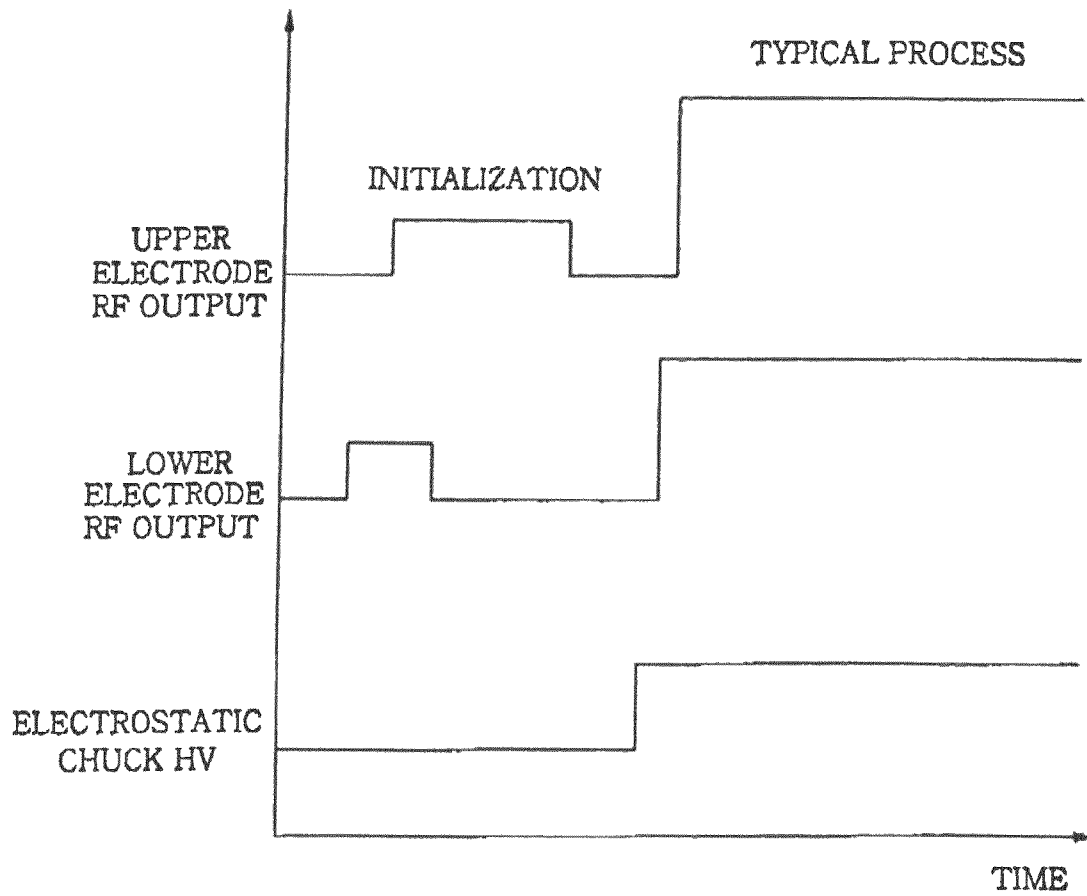 TYPICAL PROCESS
INITIALIZATION
UPPER
ELECTRODE
RF OUTPUT
LOWER
ELECTRODE
RF OUTPUT
ELECTROSTATIC
CHUCK HV
TIME